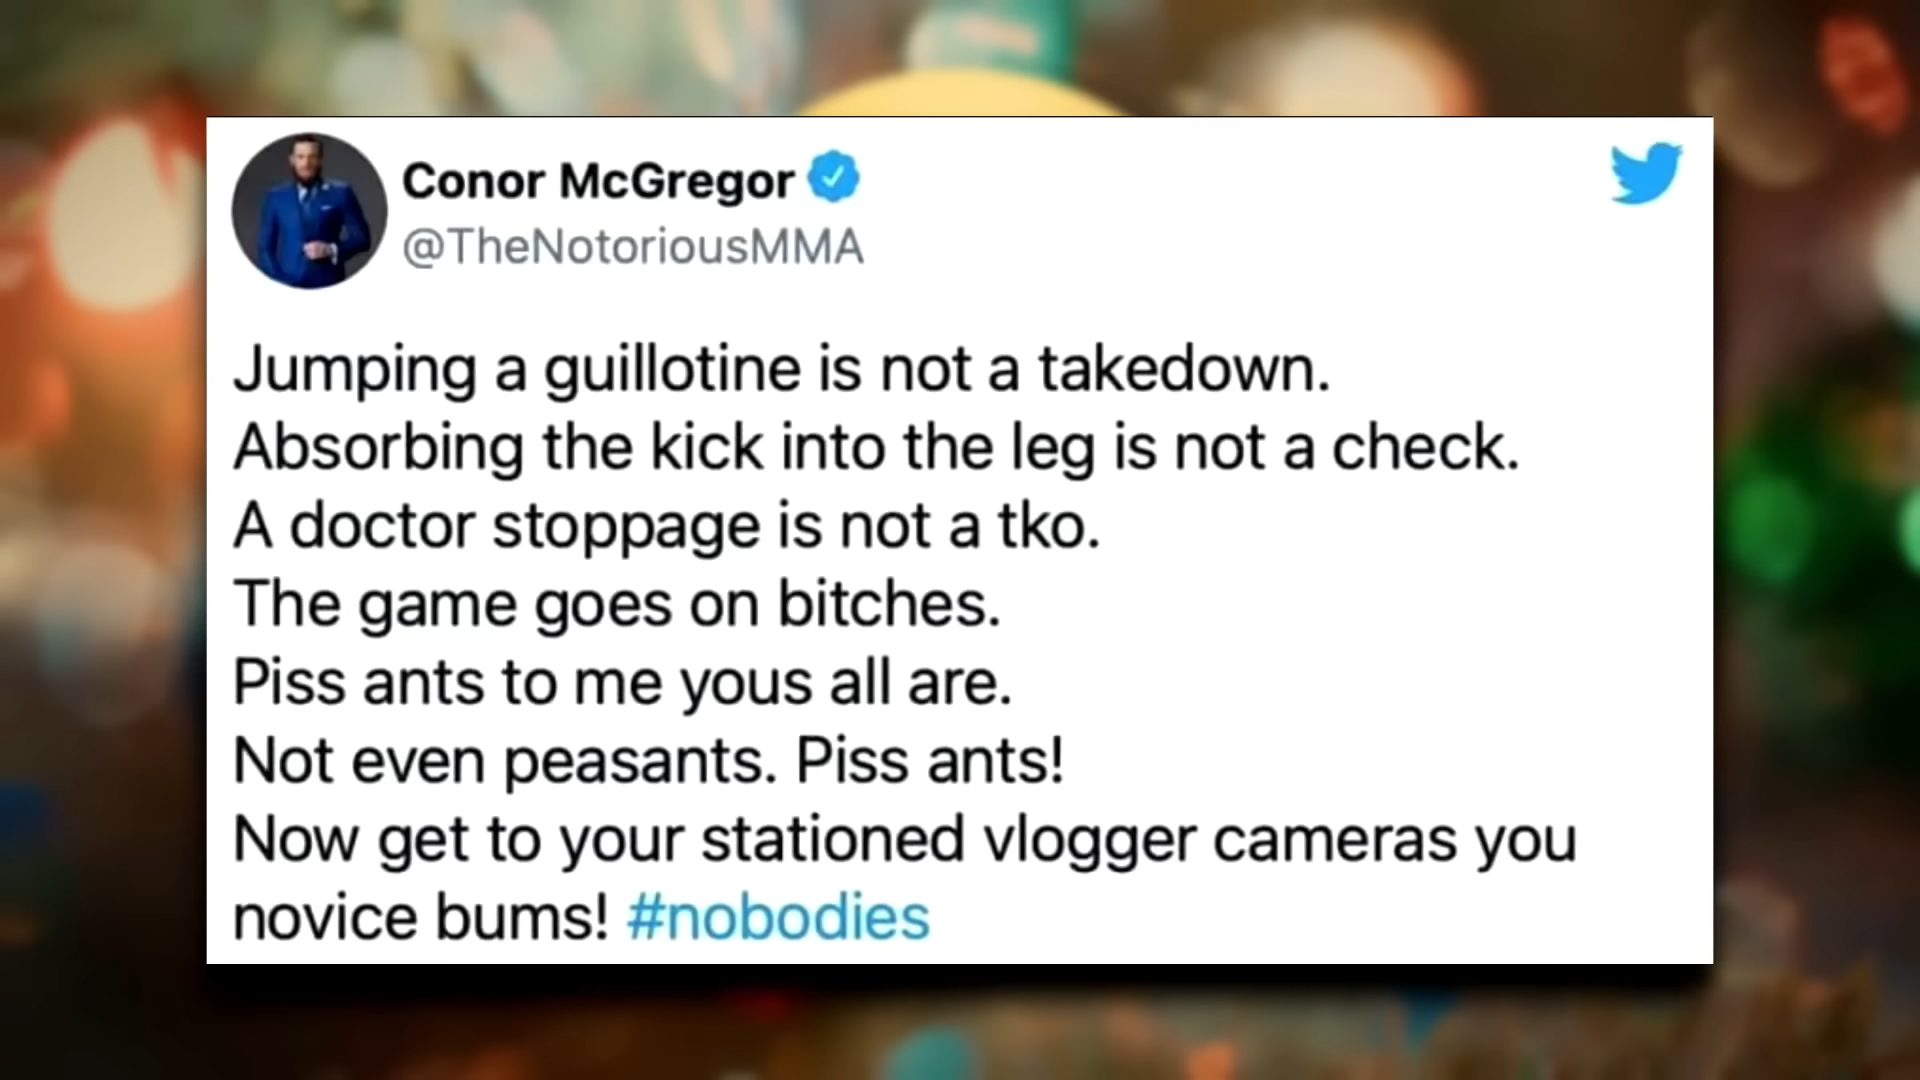 Conor McGregor
@TheNotoriousMMA
Jumping a guillotine is not a takedown.
Absorbing the kick into the leg is not a check.
A doctor stoppage is not a tko.
The game goes on bitches.
Piss ants to me yous all are.
Not even peasants. Piss ants!
Now get to your stationed vlogger cameras you
novice bums! #nobodies